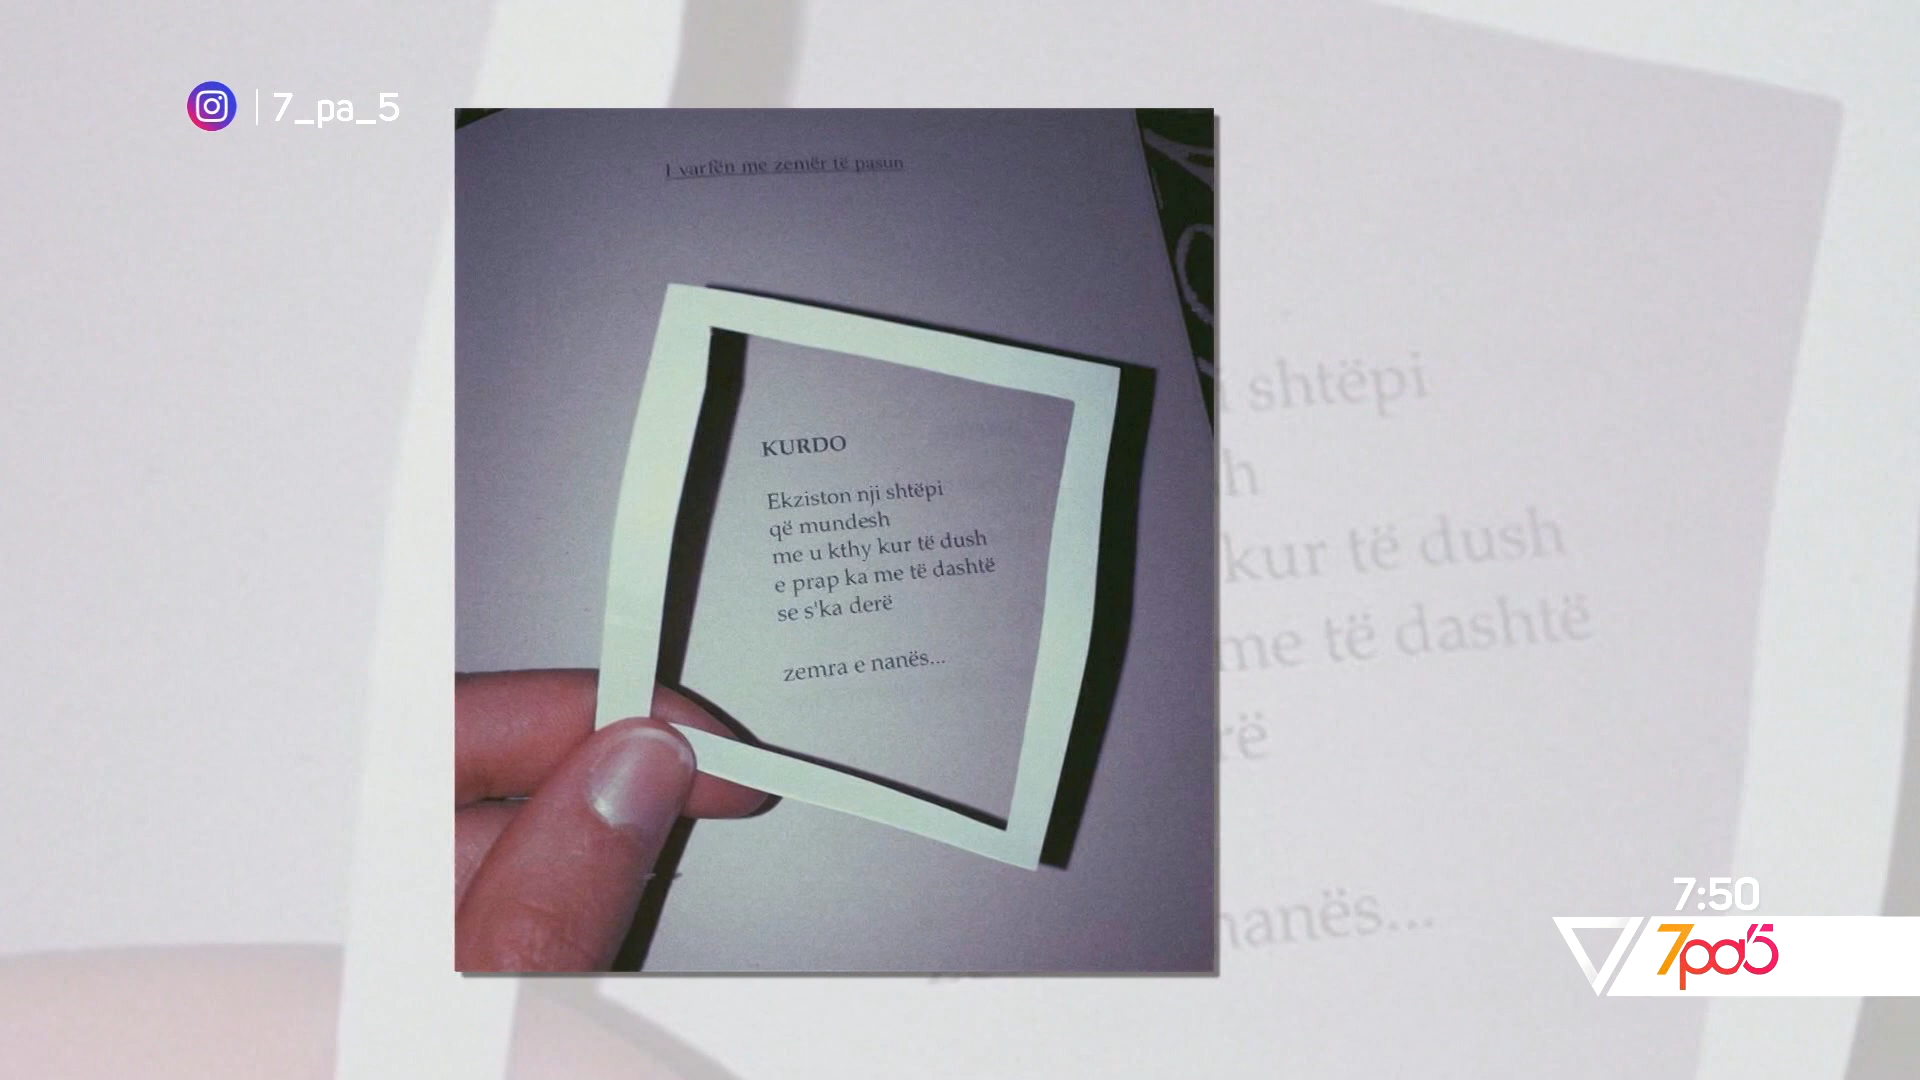 7_pa_5
I varfën me zemër të pasun
KURDO
Ekziston nji shtëpi
që mundesh
me u kthy kur të dush
e prap ka me të dashtë
se s'ka derë
zemra e nanës...
shtëpi
kur të dush
me të dashtë
nanës...
7:50
7pa5